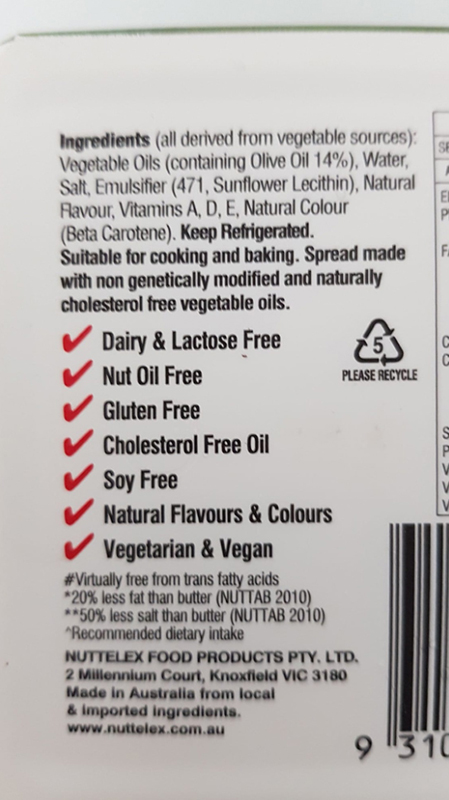 Ingredients (all derived from vegetable sources):
Vegetable Oils (containing Olive Oil 14%), Water,
Salt, Emulsifier (471, Sunflower Lecithin), Natural
Flavour, Vitamins A, D, E, Natural Colour
(Beta Carotene). Keep Refrigerated.
Suitable for cooking and baking. Spread made
with non genetically modified and naturally
cholesterol free vegetable oils.
Dairy & Lactose Free
Nut Oil Free
Gluten Free
Cholesterol Free Oil
Soy Free
Natural Flavours & Colours
Vegetarian & Vegan
5
PLEASE RECYCLE
#Virtually free from trans fatty acids
*20% less fat than butter (NUTTAB 2010)
**50% less salt than butter (NUTTAB 2010)
^Recommended dietary intake
NUTTELEX FOOD PRODUCTS PTY. LTD.
2 Millennium Court, Knoxfield VIC 3180
Made in Australia from local
& imported ingredients.
www.nuttelex.com.au
9 310